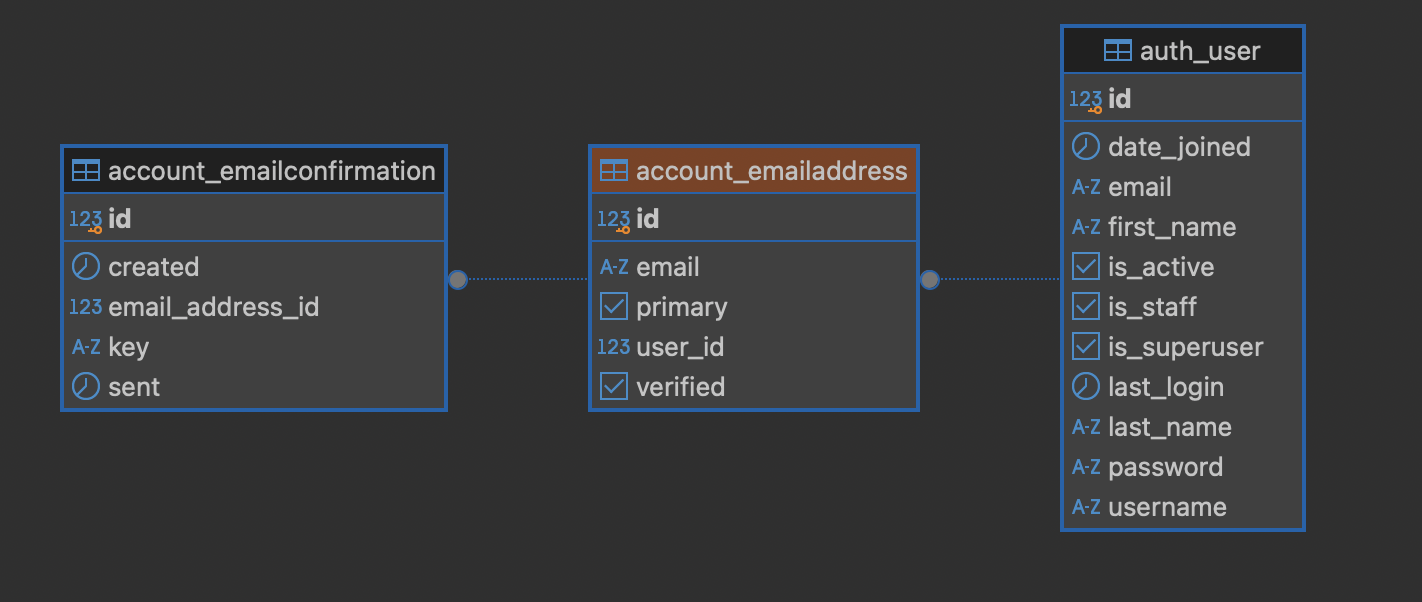 account_emailconfirmation
123 id
created
123 email_address_id
A-Z key
sent
account_emailaddress
123 id
A-Z email
primary
123 user_id
verified
auth_user
123 id
date_joined
A-Z email
A-Z first_name
is_active
is_staff
is_superuser
last_login
A-Z last_name
A-Z password
A-Z username